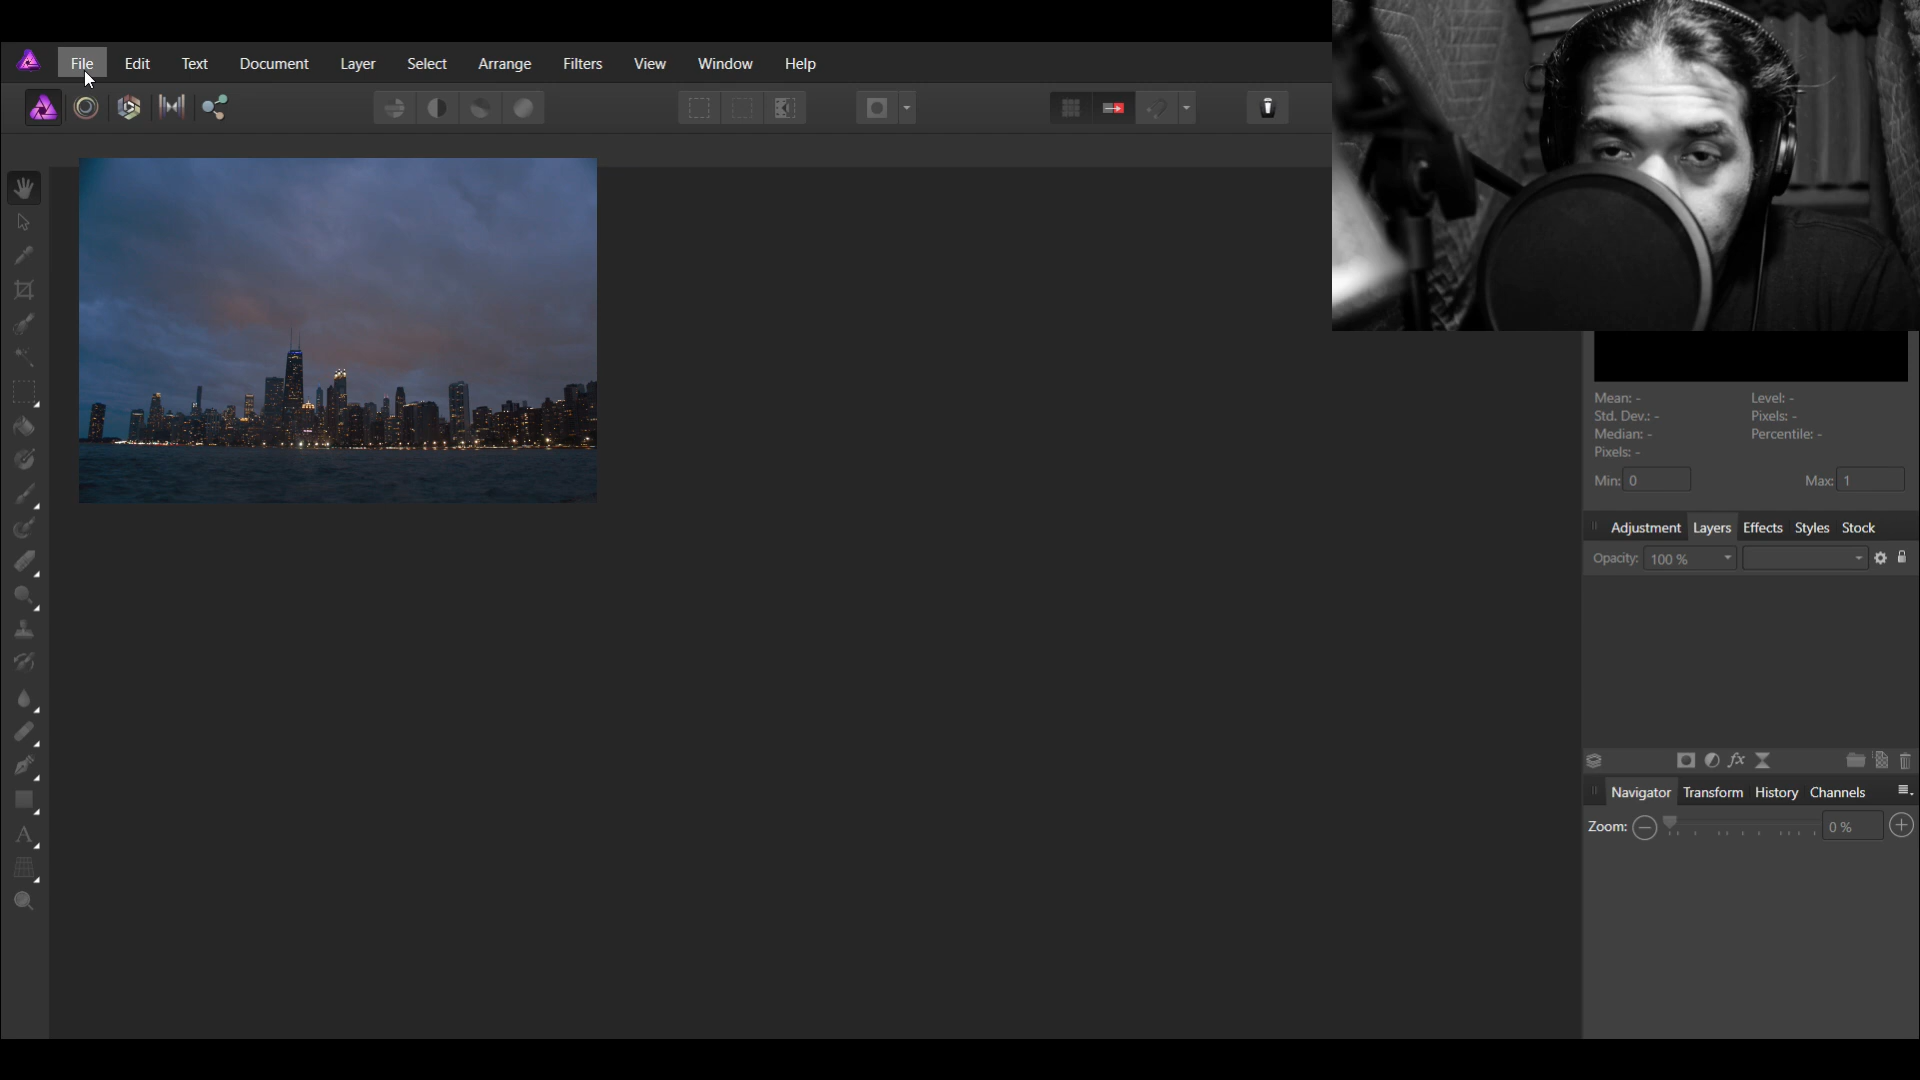 File Edit Text Document Layer Select Arrange Filters View Window Help
Mean: - Level: -
Std. Dev.: - Pixels: -
Median: - Percentile: -
Pixels: -
Min: 0 Max: 1
Adjustment Layers Effects Styles Stock
Opacity: 100 %
fx
Navigator Transform History Channels
Zoom: 0 %
A